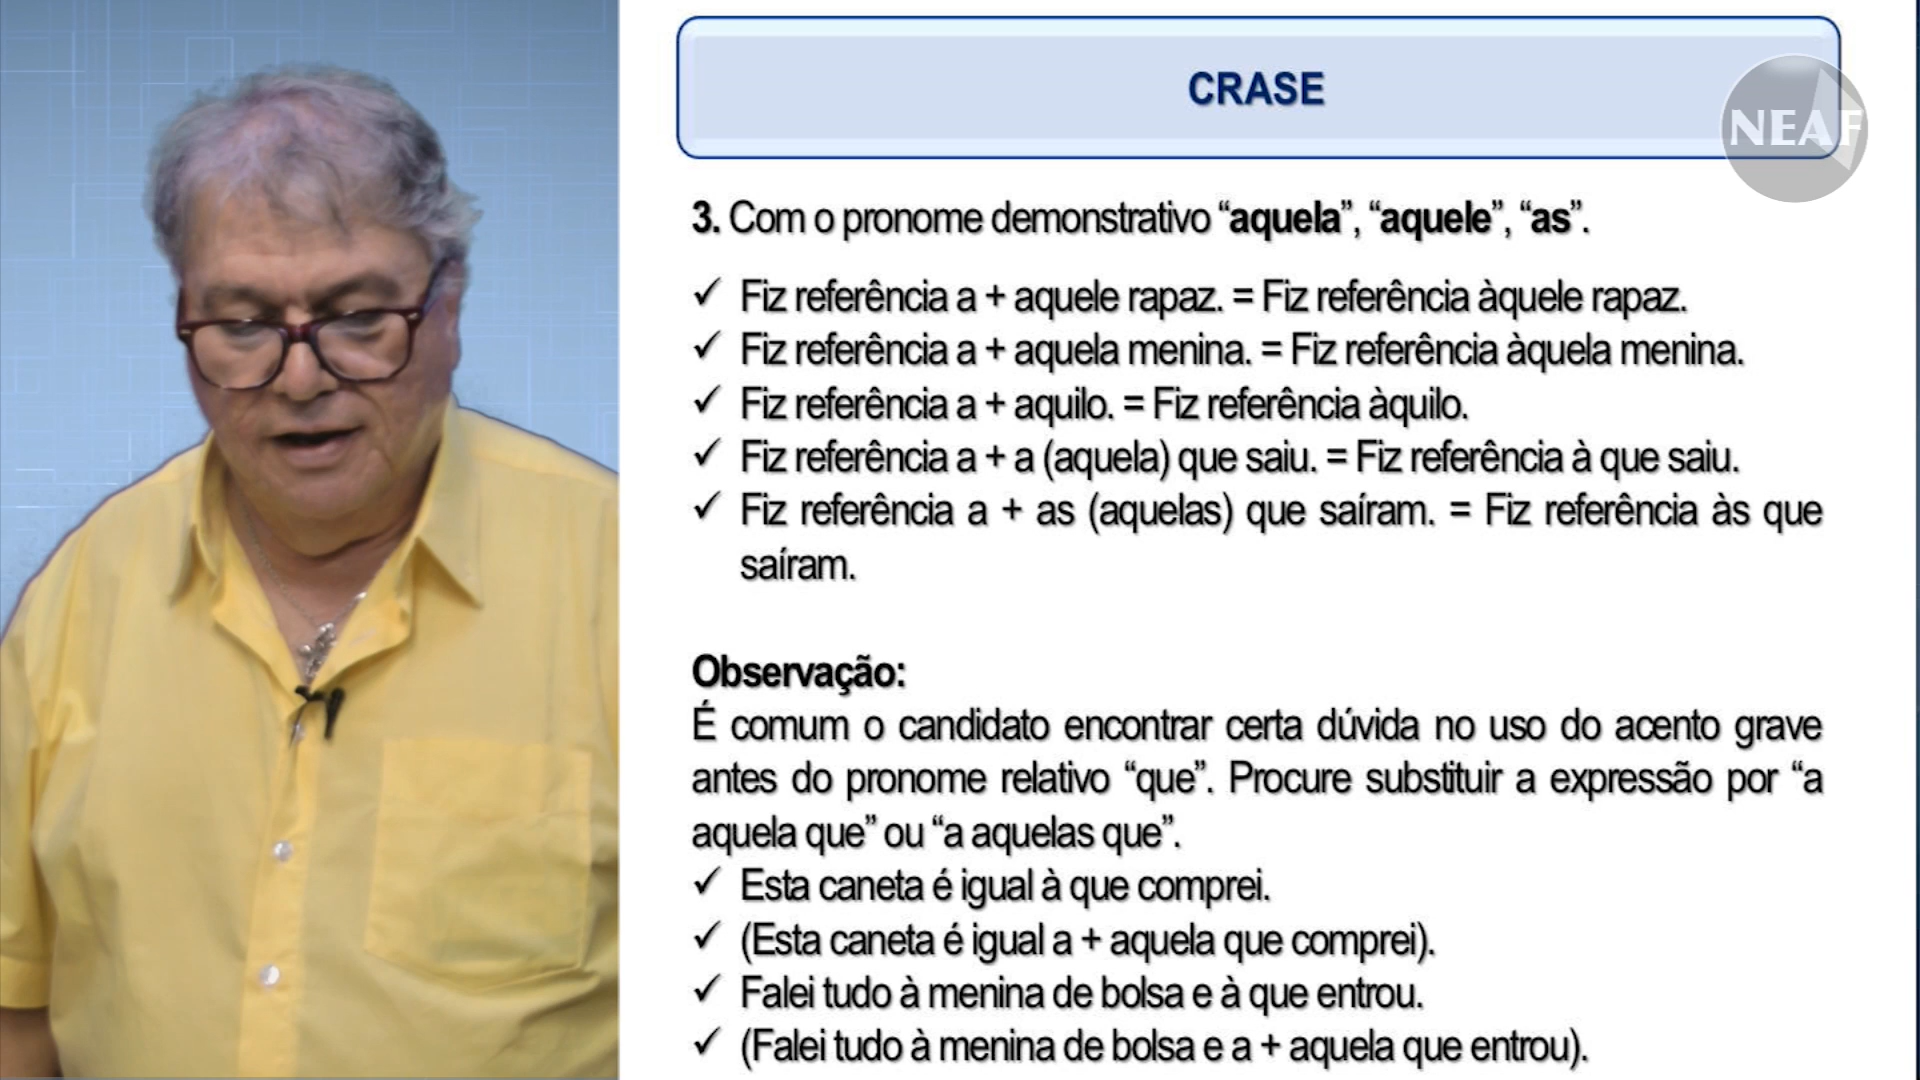 CRASE
NEAF
3. Com o pronome demonstrativo “aquela”, “aquele”, “as”.
✓ Fiz referência a + aquele rapaz. = Fiz referência àquele rapaz.
✓ Fiz referência a + aquela menina. = Fiz referência àquela menina.
✓ Fiz referência a + aquilo. = Fiz referência àquilo.
✓ Fiz referência a + a (aquela) que saiu. = Fiz referência à que saiu.
✓ Fiz referência a + as (aquelas) que saíram. = Fiz referência às que
saíram.
Observação:
É comum o candidato encontrar certa dúvida no uso do acento grave
antes do pronome relativo “que”. Procure substituir a expressão por “a
aquela que” ou “a aquelas que”.
✓ Esta caneta é igual à que comprei.
✓ (Esta caneta é igual a + aquela que comprei).
✓ Falei tudo à menina de bolsa e à que entrou.
✓ (Falei tudo à menina de bolsa e a + aquela que entrou).